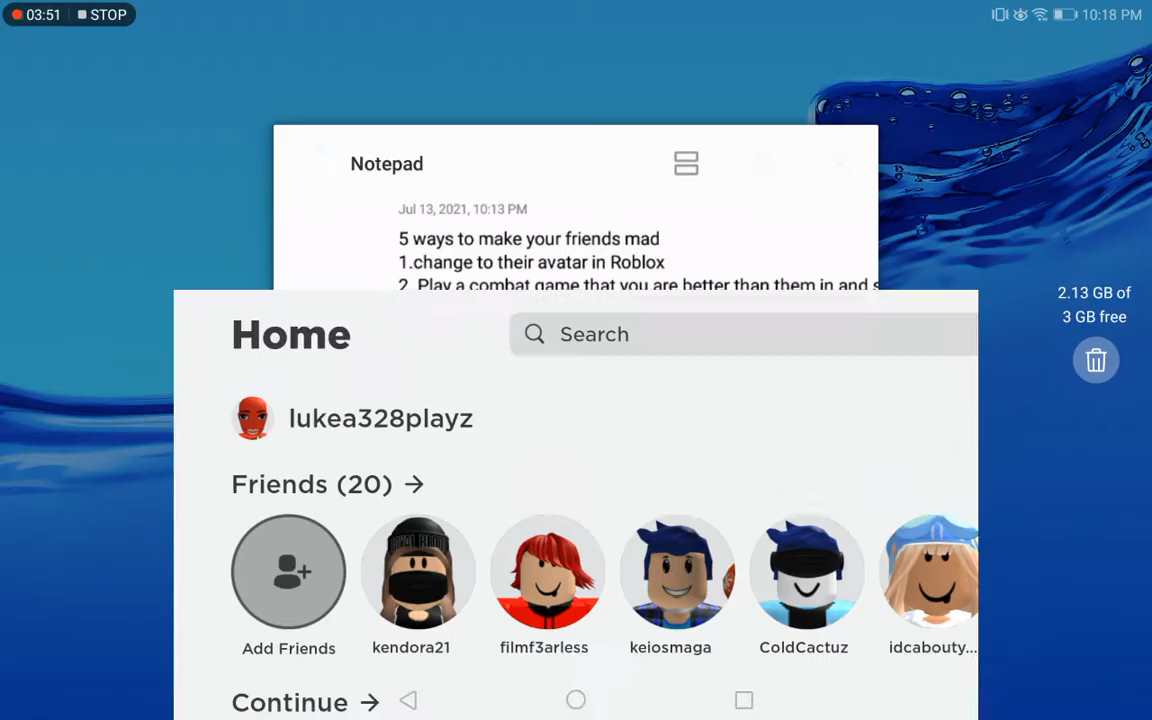 03:51 STOP
10:18 PM
Notepad
Jul 13, 2021, 10:13 PM
5 ways to make your friends mad
1.change to their avatar in Roblox
2. Play a combat game that you are better than them in and s
2.13 GB of
3 GB free
Home
Search
lukea328playz
Friends (20) →
Add Friends
kendora21
filmf3arless
keiosmaga
ColdCactuz
idcabouty...
Continue →